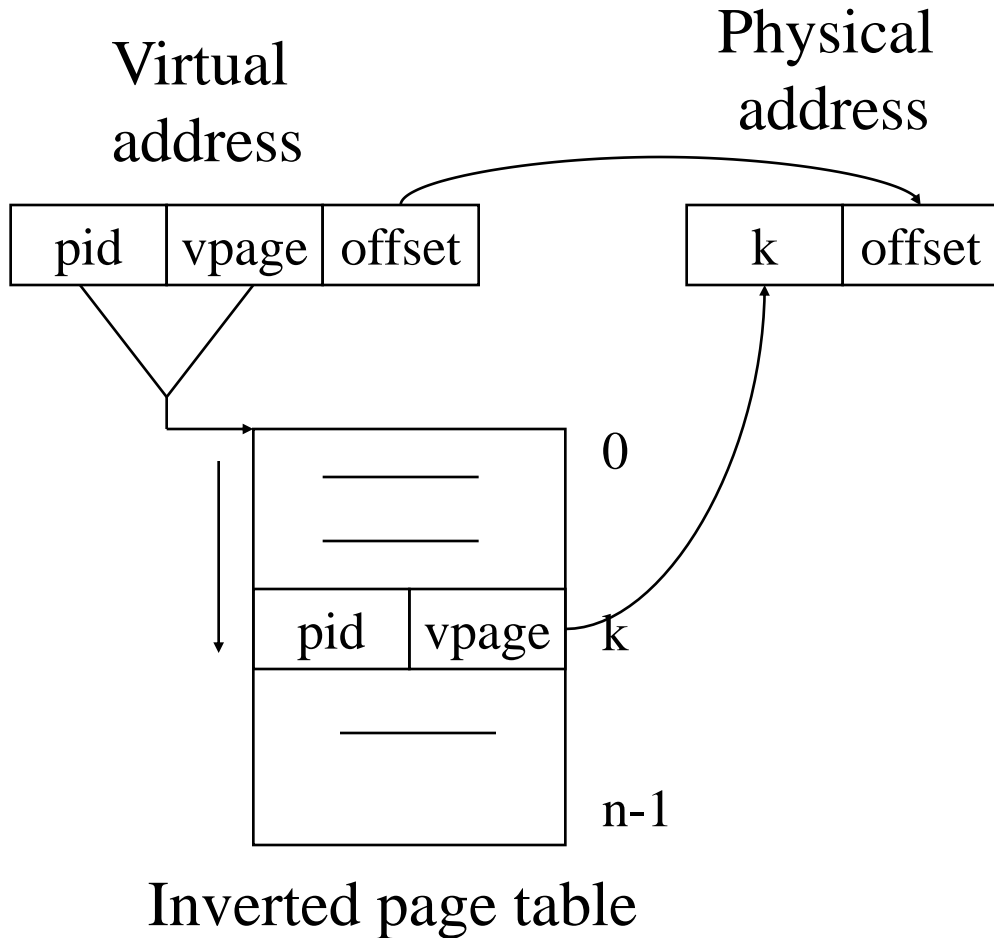 Virtual
address
Physical
address
pid vpage offset
k offset
0
pid vpage
k
n-1
Inverted page table